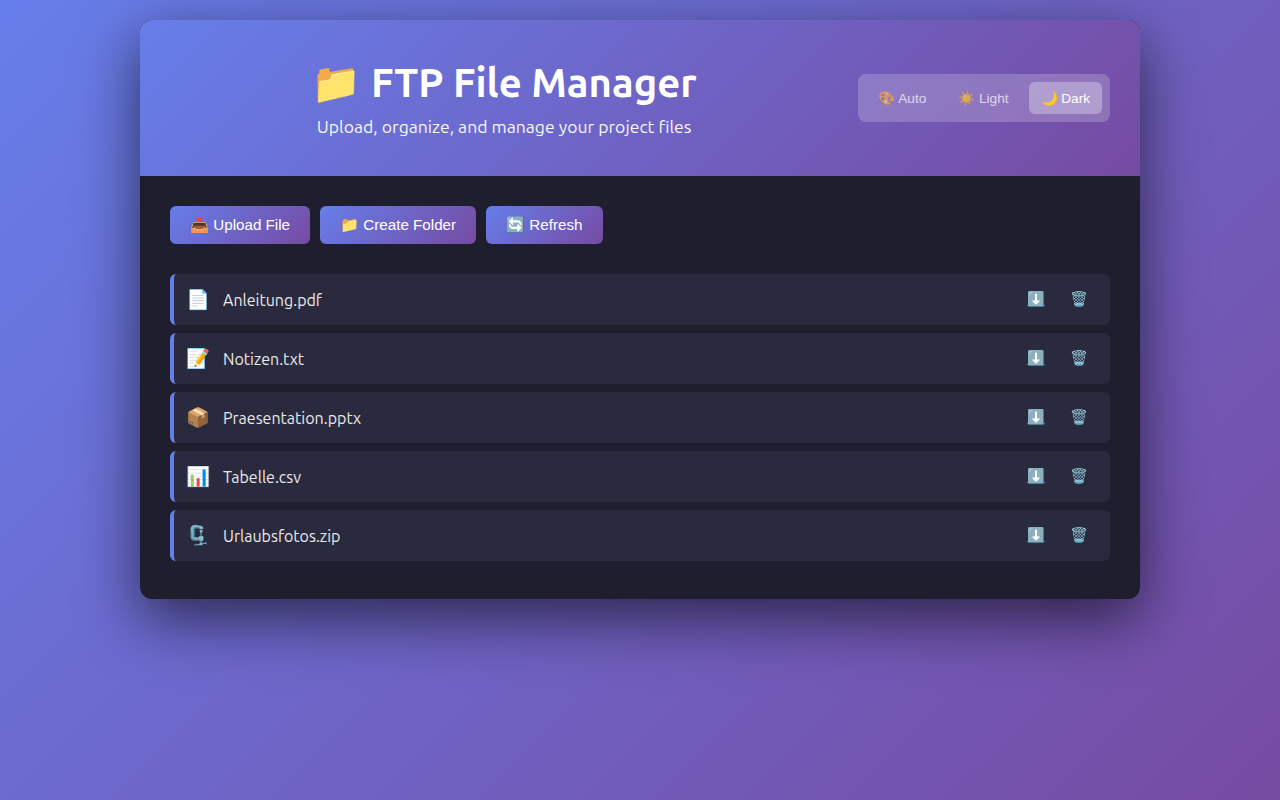 FTP File Manager
Upload, organize, and manage your project files
Auto Light Dark
Upload File Create Folder Refresh
Anleitung.pdf
Notizen.txt
Praesentation.pptx
Tabelle.csv
Urlaubsfotos.zip